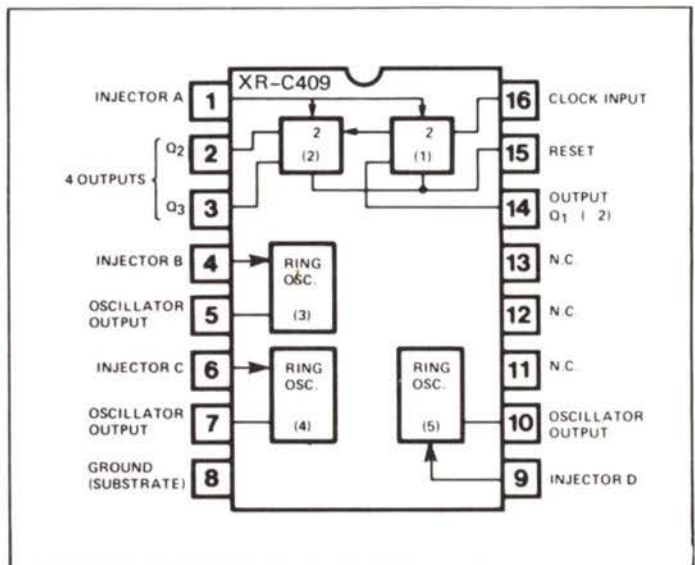 XR-C409
INJECTOR A
1
Q2
2
4 OUTPUTS
Q3
3
INJECTOR B
4
OSCILLATOR
OUTPUT
5
INJECTOR C
6
OSCILLATOR
OUTPUT
7
GROUND
(SUBSTRATE)
8
2
(2)
2
(1)
RING
OSC.
(3)
RING
OSC.
(4)
RING
OSC.
(5)
16
CLOCK INPUT
15
RESET
14
OUTPUT
Q1 ( 2)
13
N.C.
12
N.C.
11
N.C.
10
OSCILLATOR
OUTPUT
9
INJECTOR D